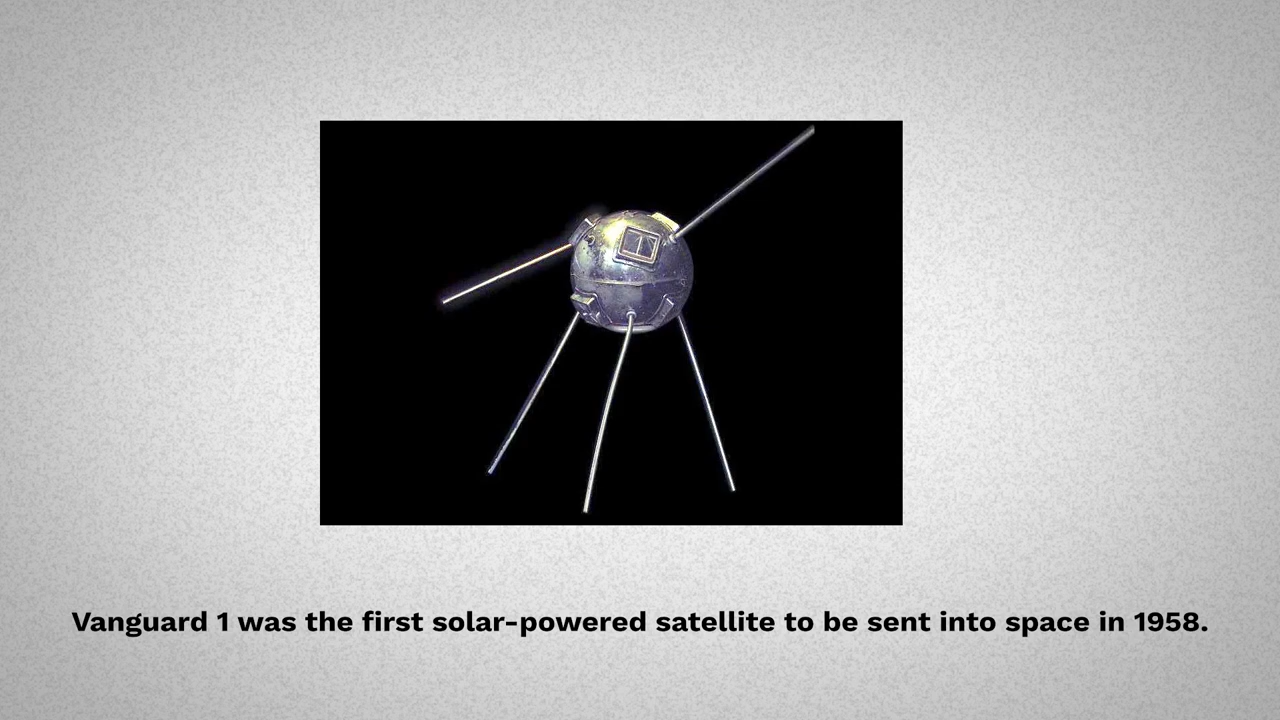 Vanguard 1 was the first solar-powered satellite to be sent into space in 1958.